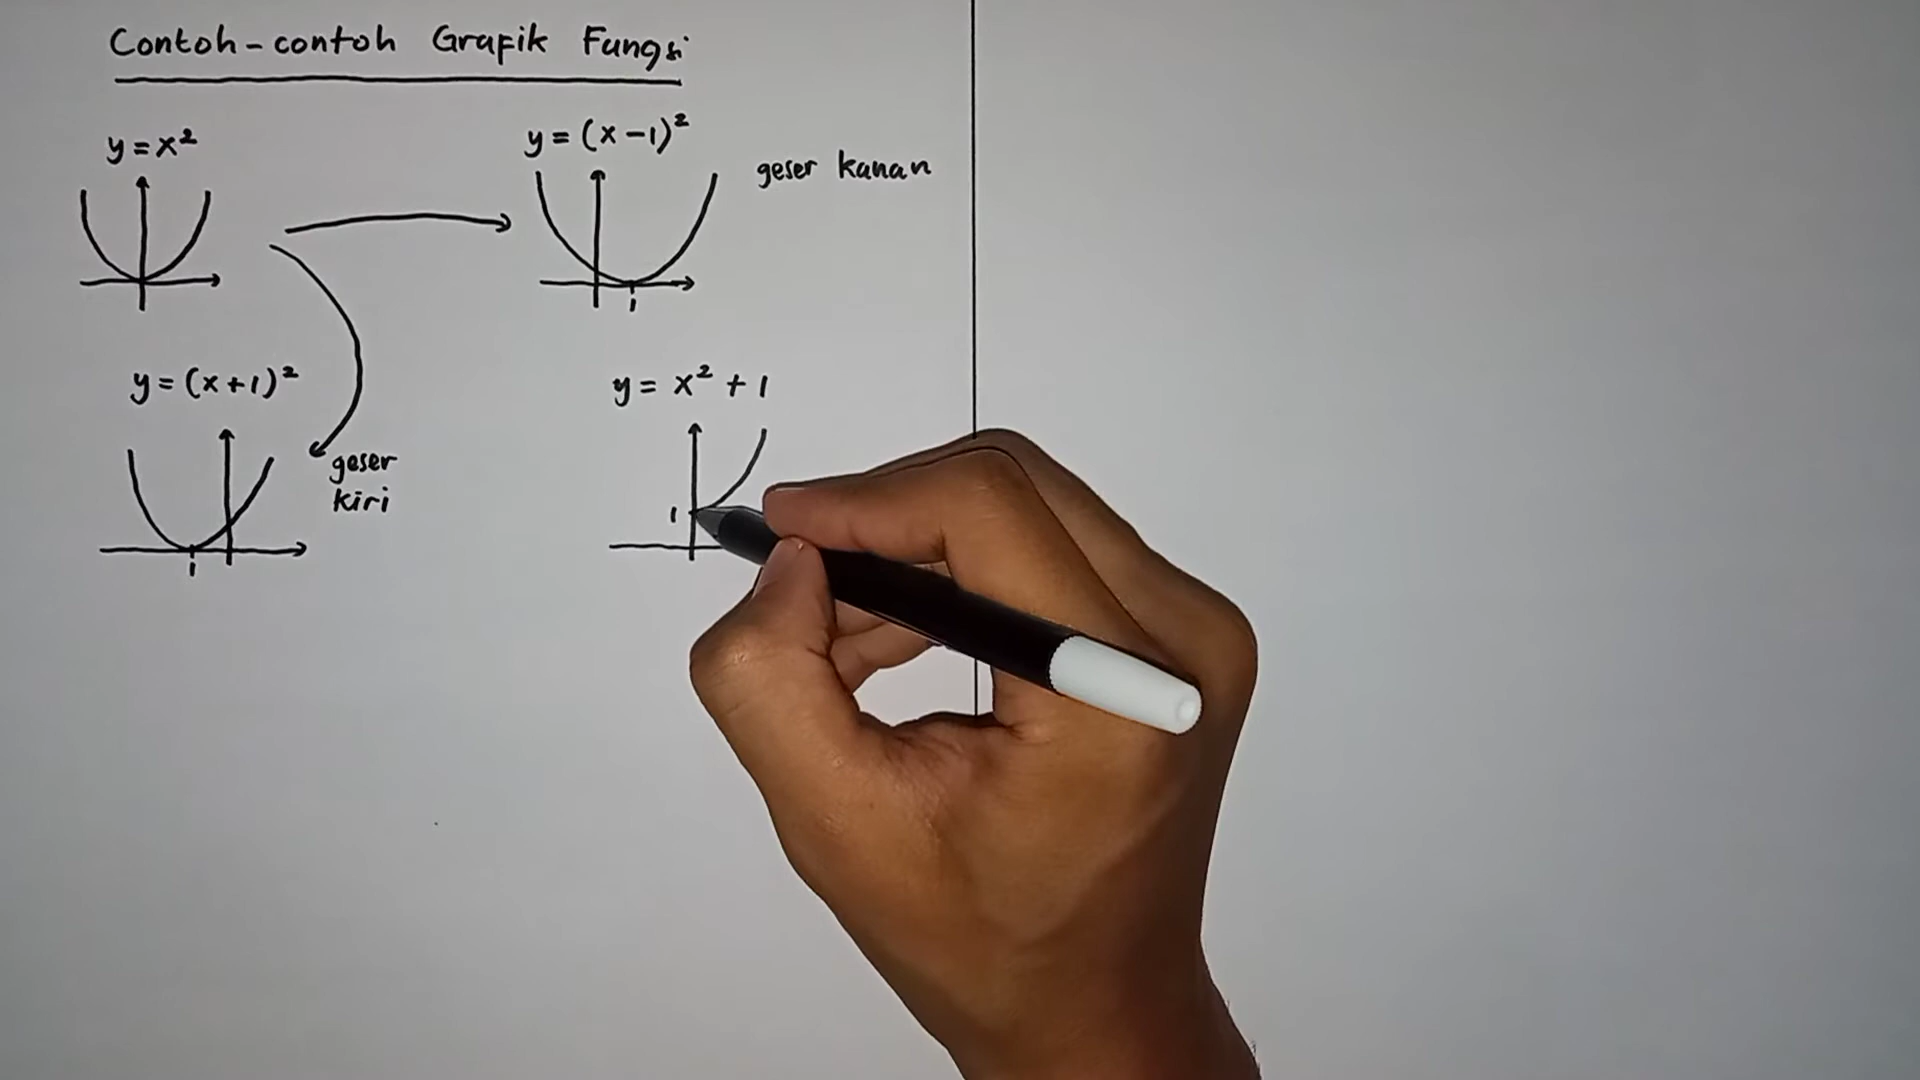 Contoh-contoh Grafik Fungsi
y = x²
y = (x - 1)²
geser kanan
1
y = (x + 1)²
geser
kiri
1
y = x² + 1
1